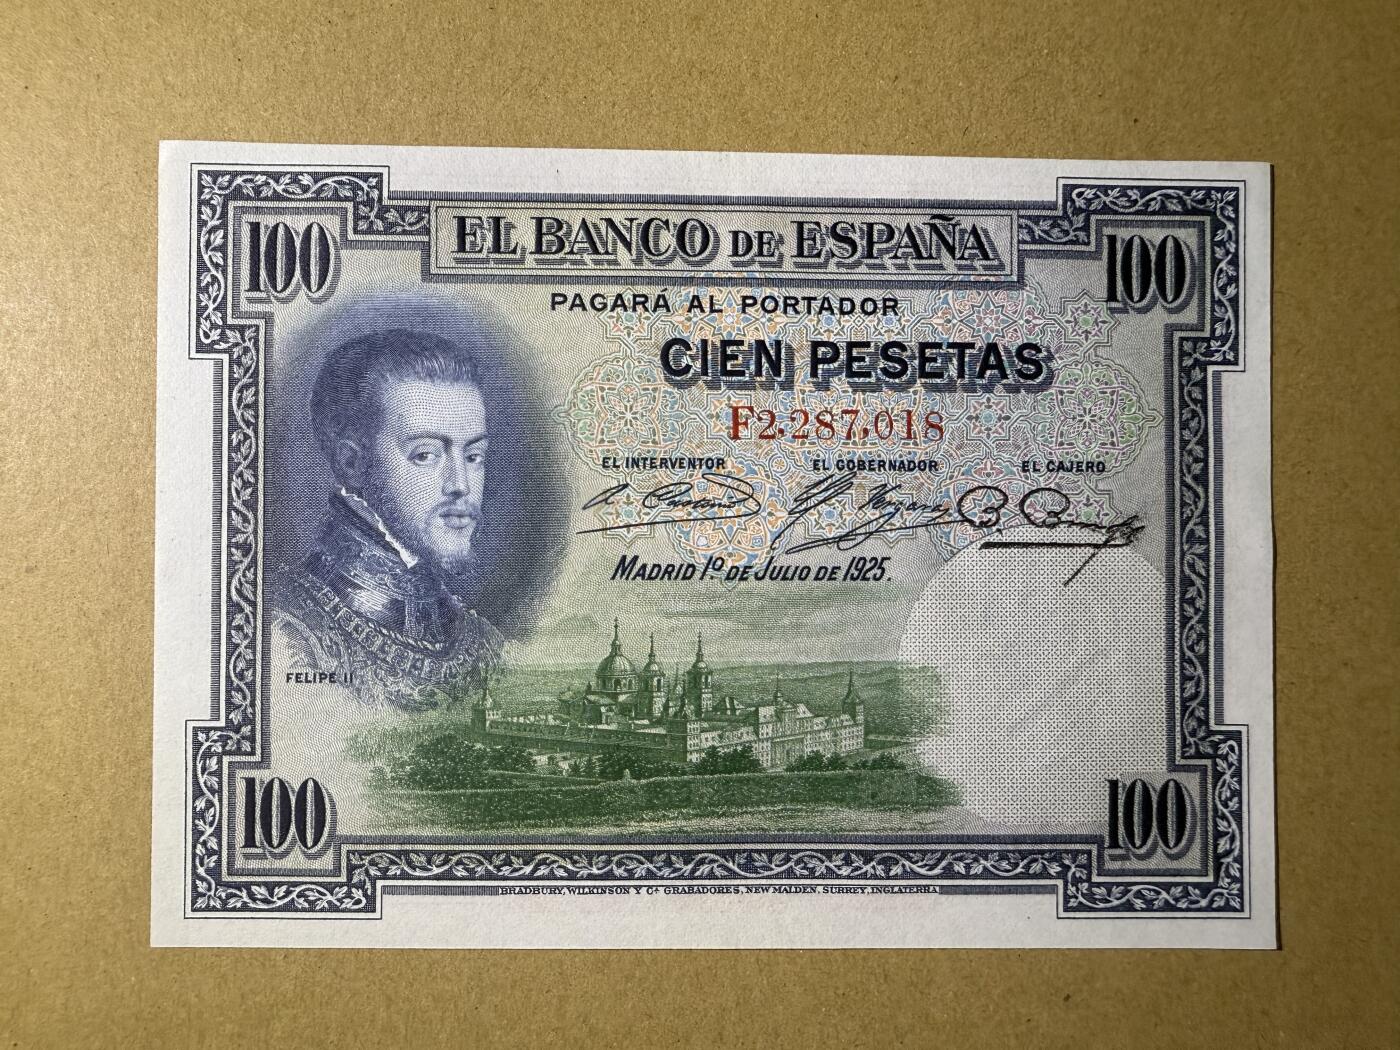 EL BANCO DE ESPAÑA
100
100
PAGARÁ AL PORTADOR
CIEN PESETAS
F2.287.018
EL INTERVENTOR
EL GOBERNADOR
EL CAJERO
MADRID 1º DE JULIO DE 1925.
FELIPE II
100
100
BRADBURY, WILKINSON Y Cª GRABADORES, NEW MALDEN, SURREY, INGLATERRA